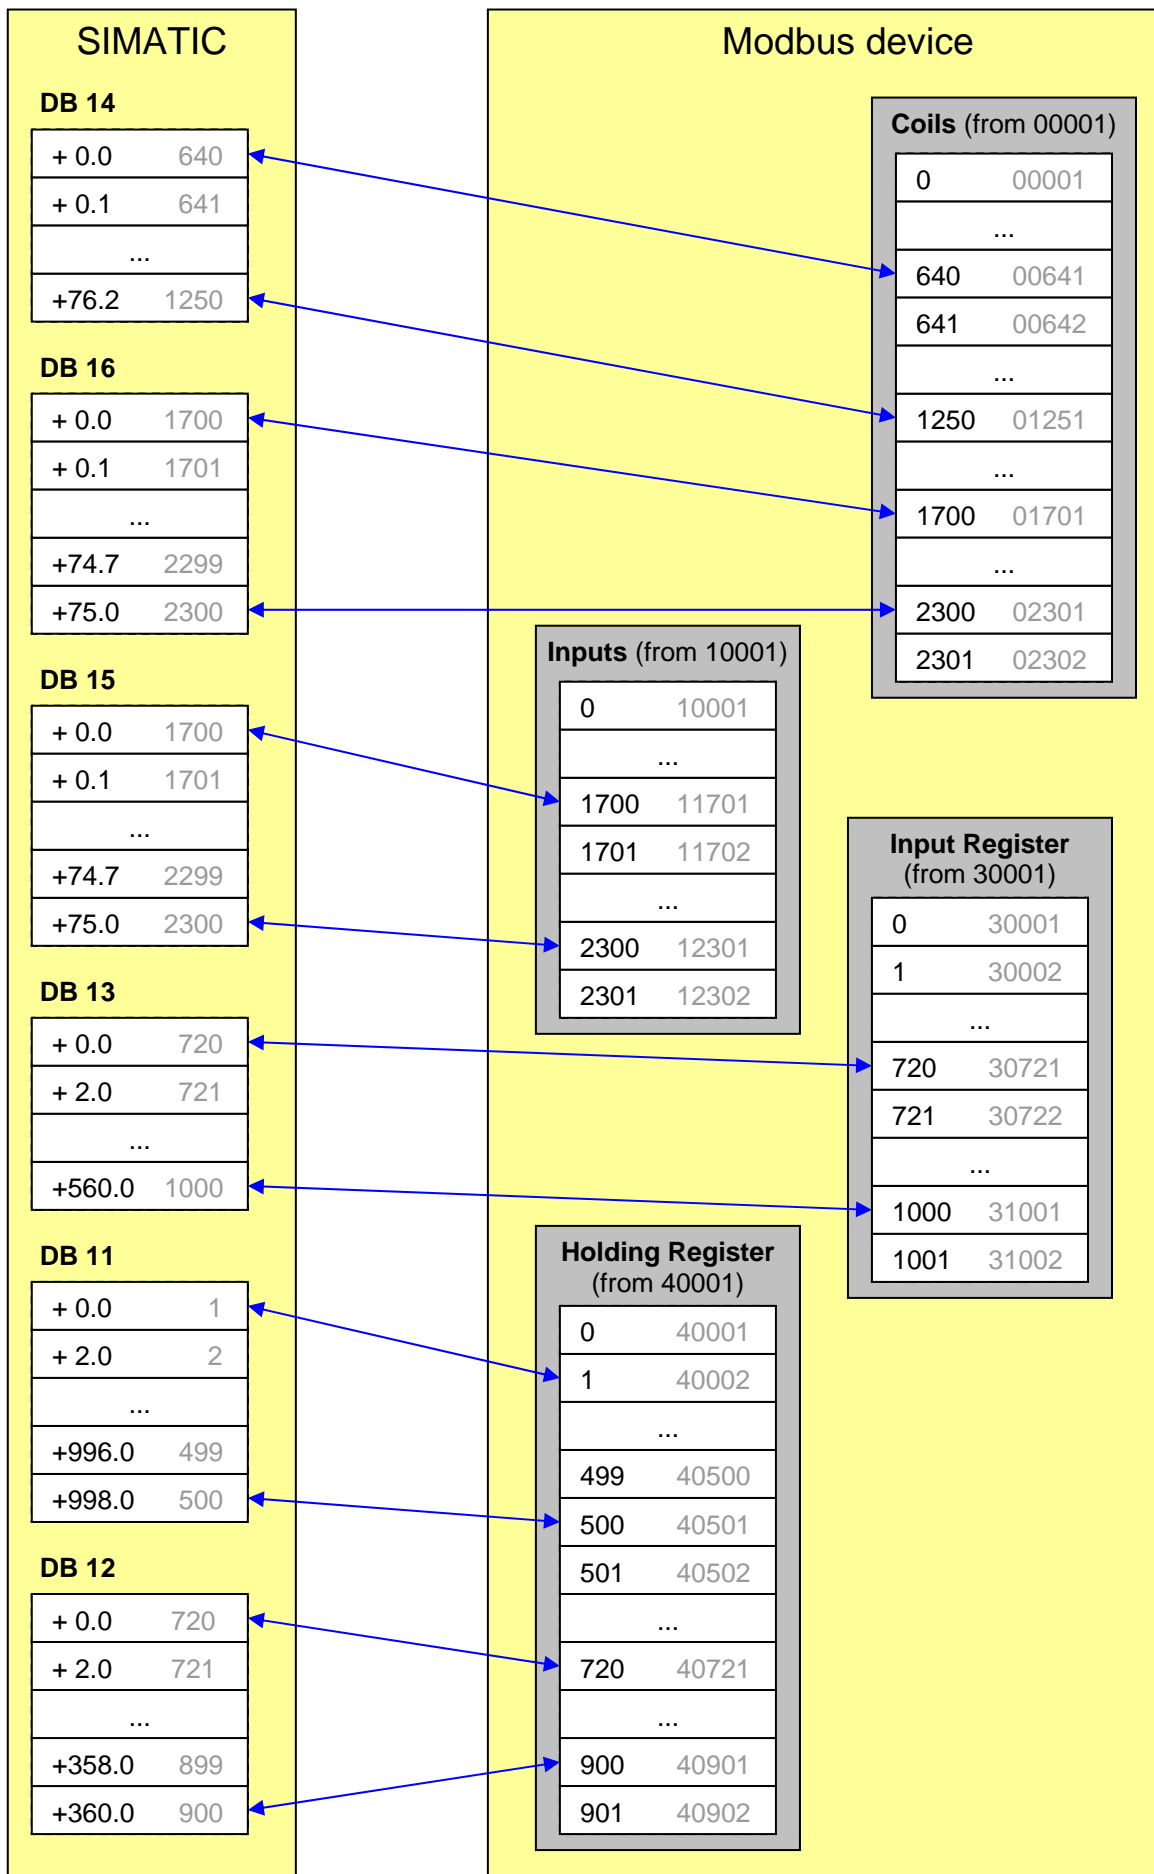 SIMATIC
DB 14
+ 0.0 640
+ 0.1 641
...
+76.2 1250
DB 16
+ 0.0 1700
+ 0.1 1701
...
+74.7 2299
+75.0 2300
DB 15
+ 0.0 1700
+ 0.1 1701
...
+74.7 2299
+75.0 2300
DB 13
+ 0.0 720
+ 2.0 721
...
+560.0 1000
DB 11
+ 0.0 1
+ 2.0 2
...
+996.0 499
+998.0 500
DB 12
+ 0.0 720
+ 2.0 721
...
+358.0 899
+360.0 900
Modbus device
Coils (from 00001)
0 00001
...
640 00641
641 00642
...
1250 01251
...
1700 01701
...
2300 02301
2301 02302
Inputs (from 10001)
0 10001
...
1700 11701
1701 11702
...
2300 12301
2301 12302
Input Register
(from 30001)
0 30001
1 30002
...
720 30721
721 30722
...
1000 31001
1001 31002
Holding Register
(from 40001)
0 40001
1 40002
...
499 40500
500 40501
501 40502
...
720 40721
...
900 40901
901 40902